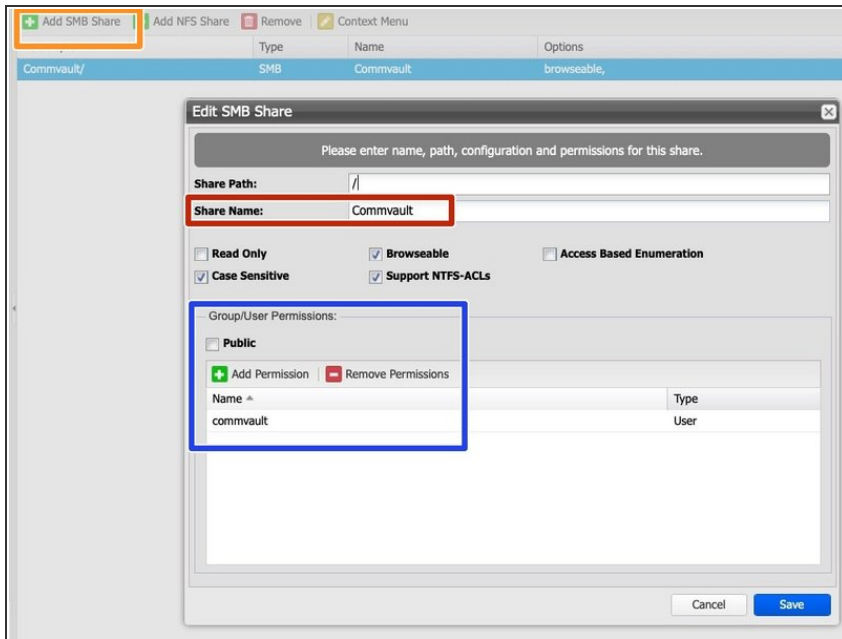 Add SMB Share Add NFS Share Remove Context Menu
Type Name Options
Commvault/ SMB Commvault browseable,
Edit SMB Share
Please enter name, path, configuration and permissions for this share.
Share Path: /
Share Name: Commvault
Read Only Browseable Access Based Enumeration
Case Sensitive Support NTFS-ACLs
Group/User Permissions:
Public
Add Permission Remove Permissions
Name Type
commvault User
Cancel Save